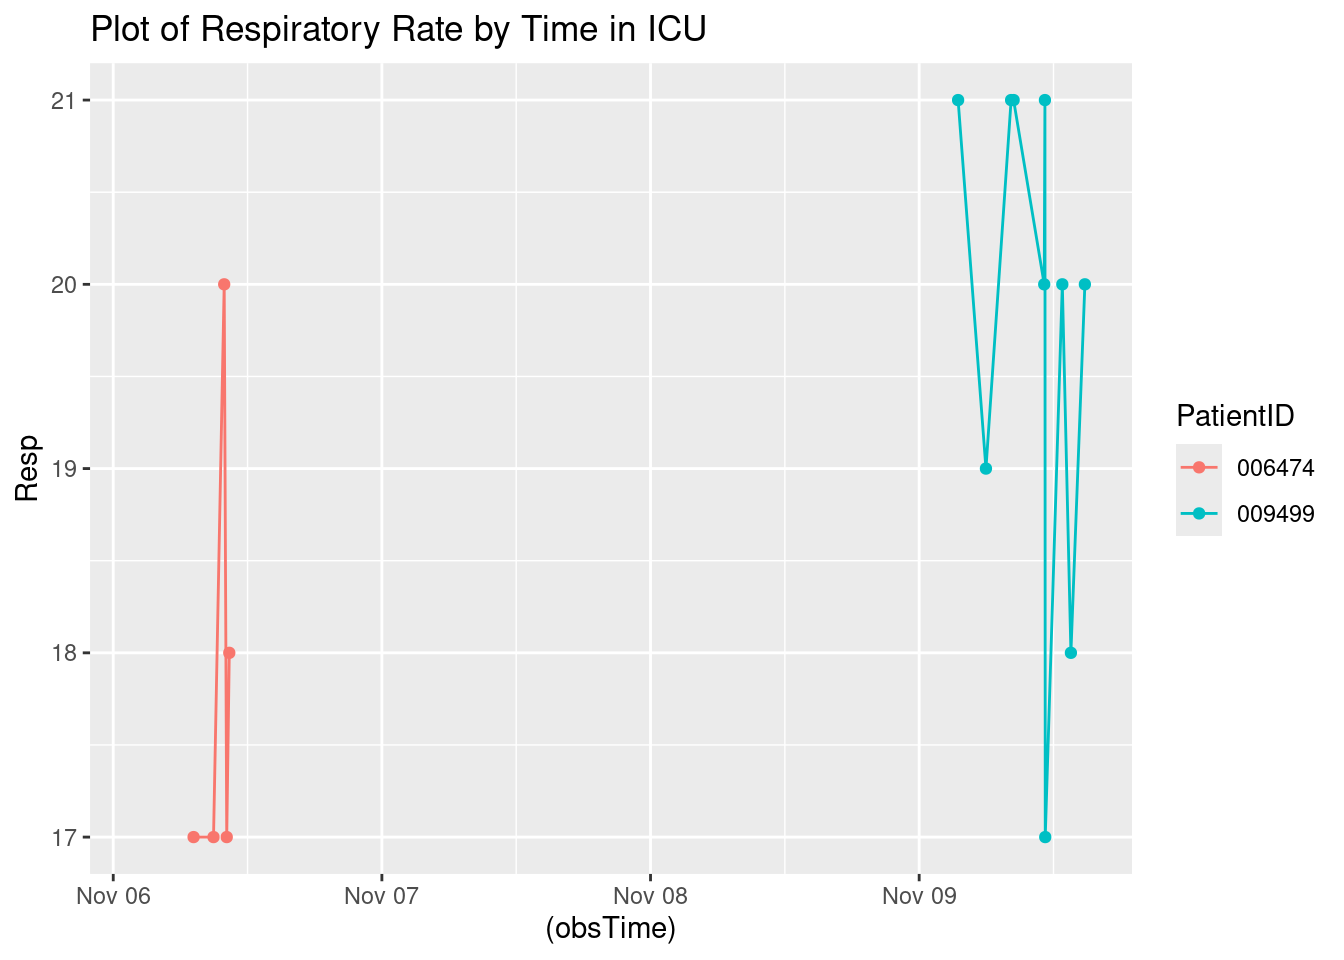 Plot of Respiratory Rate by Time in ICU
21
20
19
18
17
Resp
Nov 06
Nov 07
Nov 08
Nov 09
(obsTime)
PatientID
006474
009499